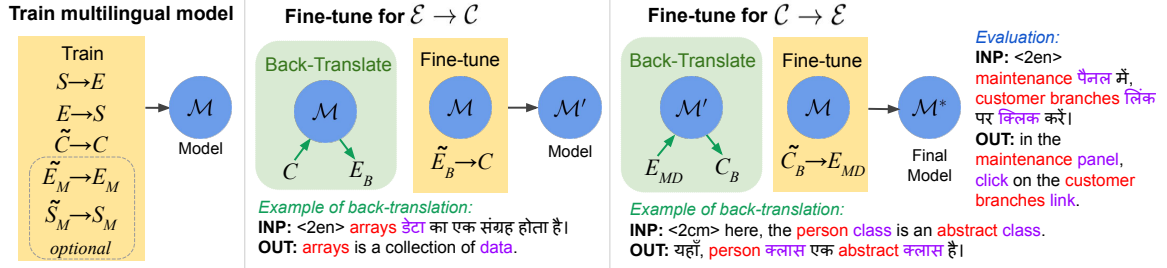 Train multilingual model
Train
S→E
E→S
C̃→C
Ẽ_M→E_M
S̃_M→S_M
optional
M
Model
Fine-tune for E → C
Back-Translate
M
C
E_B
Fine-tune
M
Ẽ_B→C
M′
Model
Example of back-translation:
INP: <2en> arrays डेटा का एक संग्रह होता है।
OUT: arrays is a collection of data.
Fine-tune for C → E
Back-Translate
M′
E_MD
C_B
Fine-tune
M
C̃_B→E_MD
M*
Final
Model
Example of back-translation:
INP: <2cm> here, the person class is an abstract class.
OUT: यहाँ, person क्लास एक abstract क्लास है।
Evaluation:
INP: <2en>
maintenance पैनल में,
customer branches लिंक
पर क्लिक करें।
OUT: in the
maintenance panel,
click on the customer
branches link.